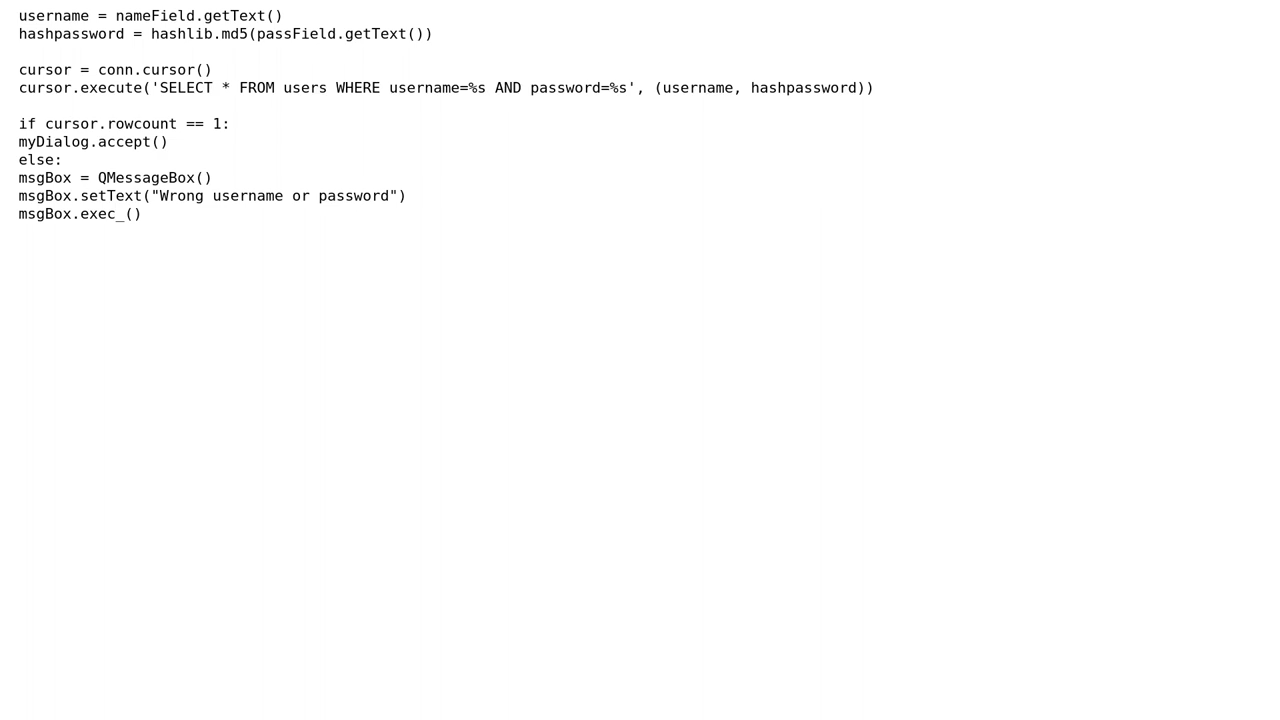 username = nameField.getText()
hashpassword = hashlib.md5(passField.getText())
cursor = conn.cursor()
cursor.execute('SELECT * FROM users WHERE username=%s AND password=%s', (username, hashpassword))
if cursor.rowcount == 1:
myDialog.accept()
else:
msgBox = QMessageBox()
msgBox.setText("Wrong username or password")
msgBox.exec_()